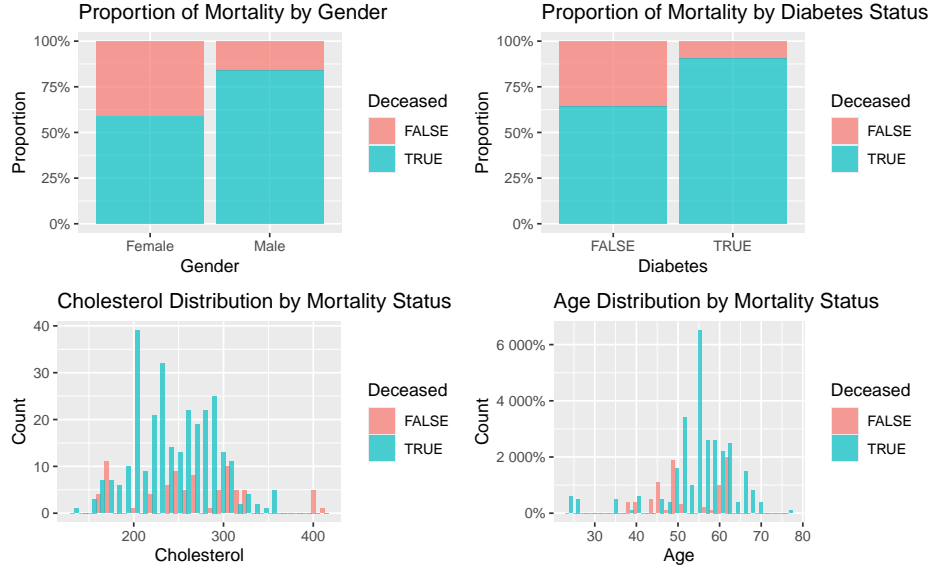 Proportion of Mortality by Gender
100%
75%
50%
25%
0%
Proportion
Female
Male
Gender
Deceased
FALSE
TRUE
Proportion of Mortality by Diabetes Status
100%
75%
50%
25%
0%
Proportion
FALSE
TRUE
Diabetes
Deceased
FALSE
TRUE
Cholesterol Distribution by Mortality Status
40
30
20
10
0
Count
200
300
400
Cholesterol
Deceased
FALSE
TRUE
Age Distribution by Mortality Status
6 000%
4 000%
2 000%
0%
Count
30
40
50
60
70
80
Age
Deceased
FALSE
TRUE